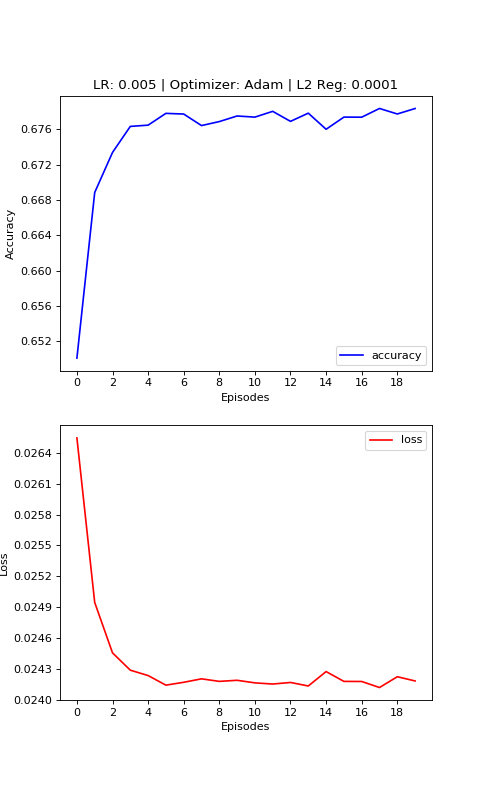 LR: 0.005 | Optimizer: Adam | L2 Reg: 0.0001
0.676
0.672
0.668
0.664
0.660
0.656
0.652
Accuracy
accuracy
0 2 4 6 8 10 12 14 16 18
Episodes
loss
0.0264
0.0261
0.0258
0.0255
0.0252
0.0249
0.0246
0.0243
0.0240
Loss
0 2 4 6 8 10 12 14 16 18
Episodes